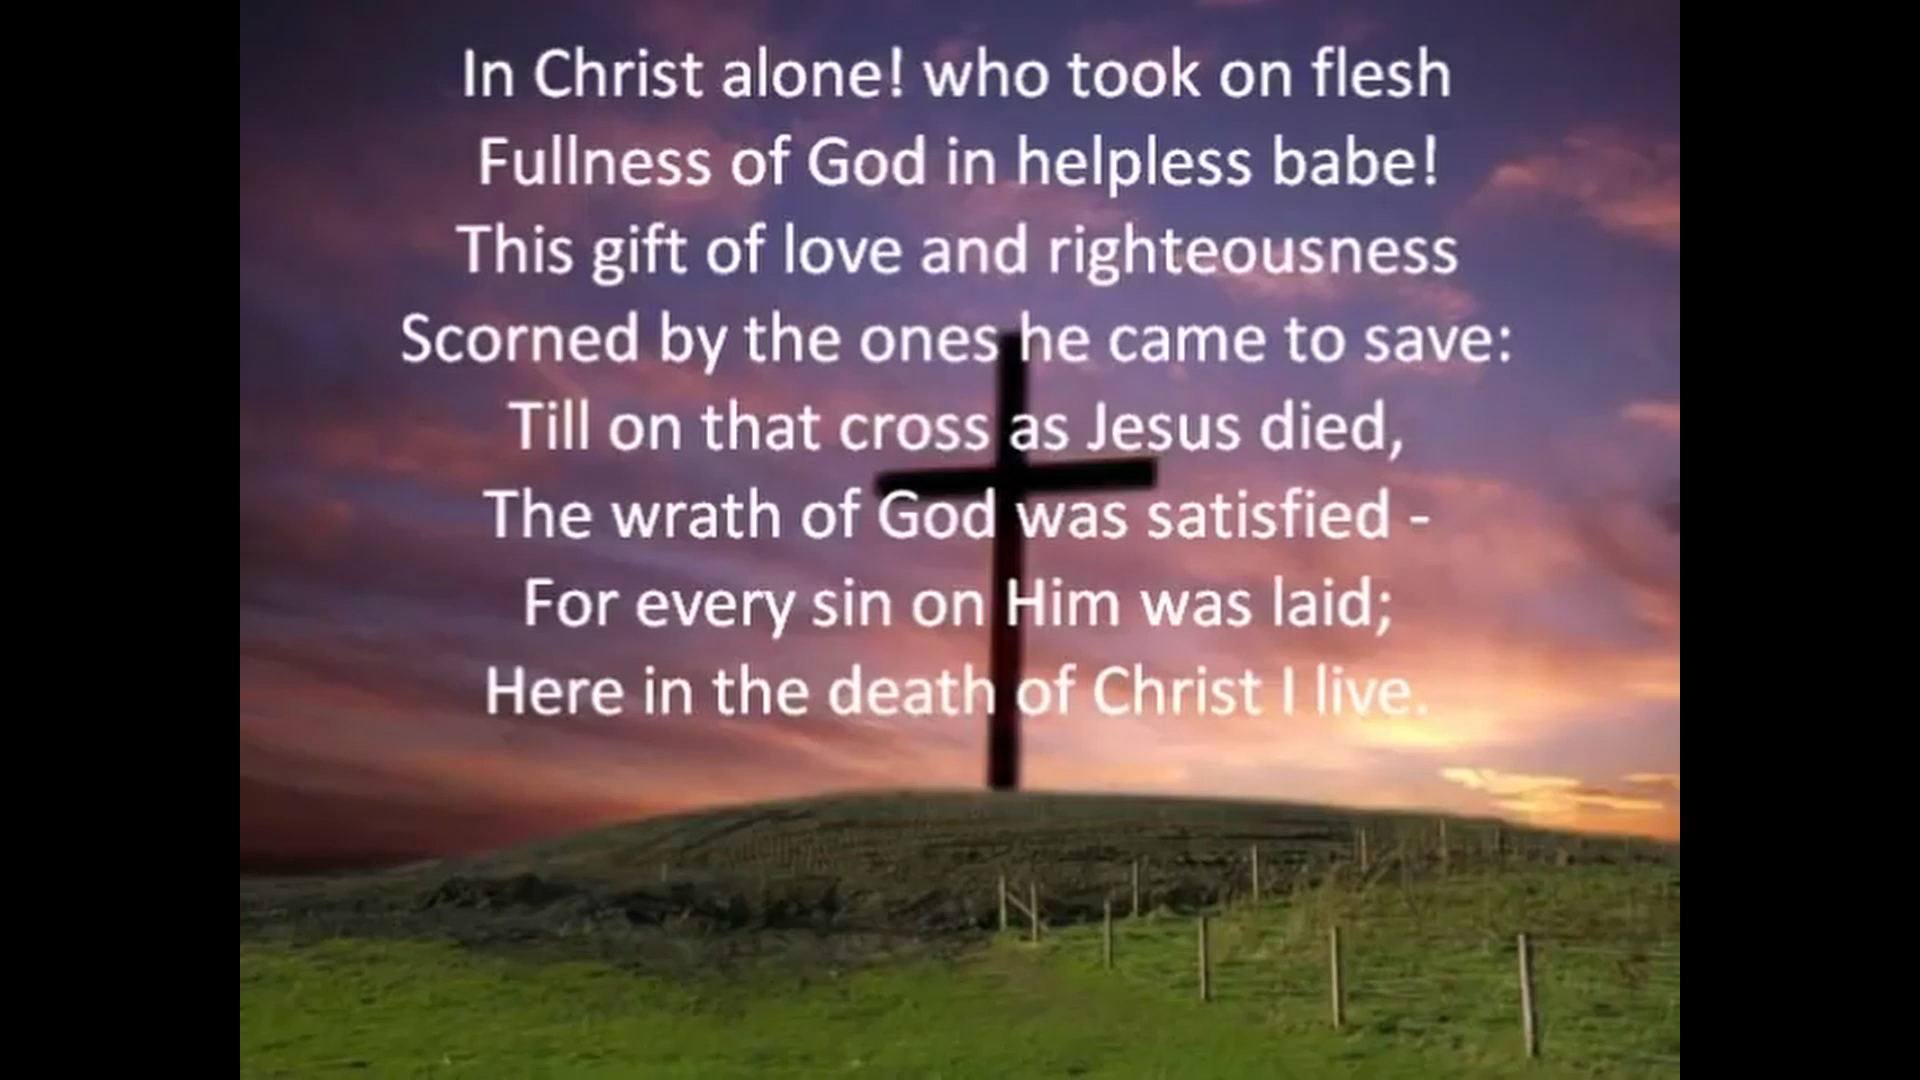 In Christ alone! who took on flesh
Fullness of God in helpless babe!
This gift of love and righteousness
Scorned by the ones he came to save:
Till on that cross as Jesus died,
The wrath of God was satisfied -
For every sin on Him was laid;
Here in the death of Christ I live.